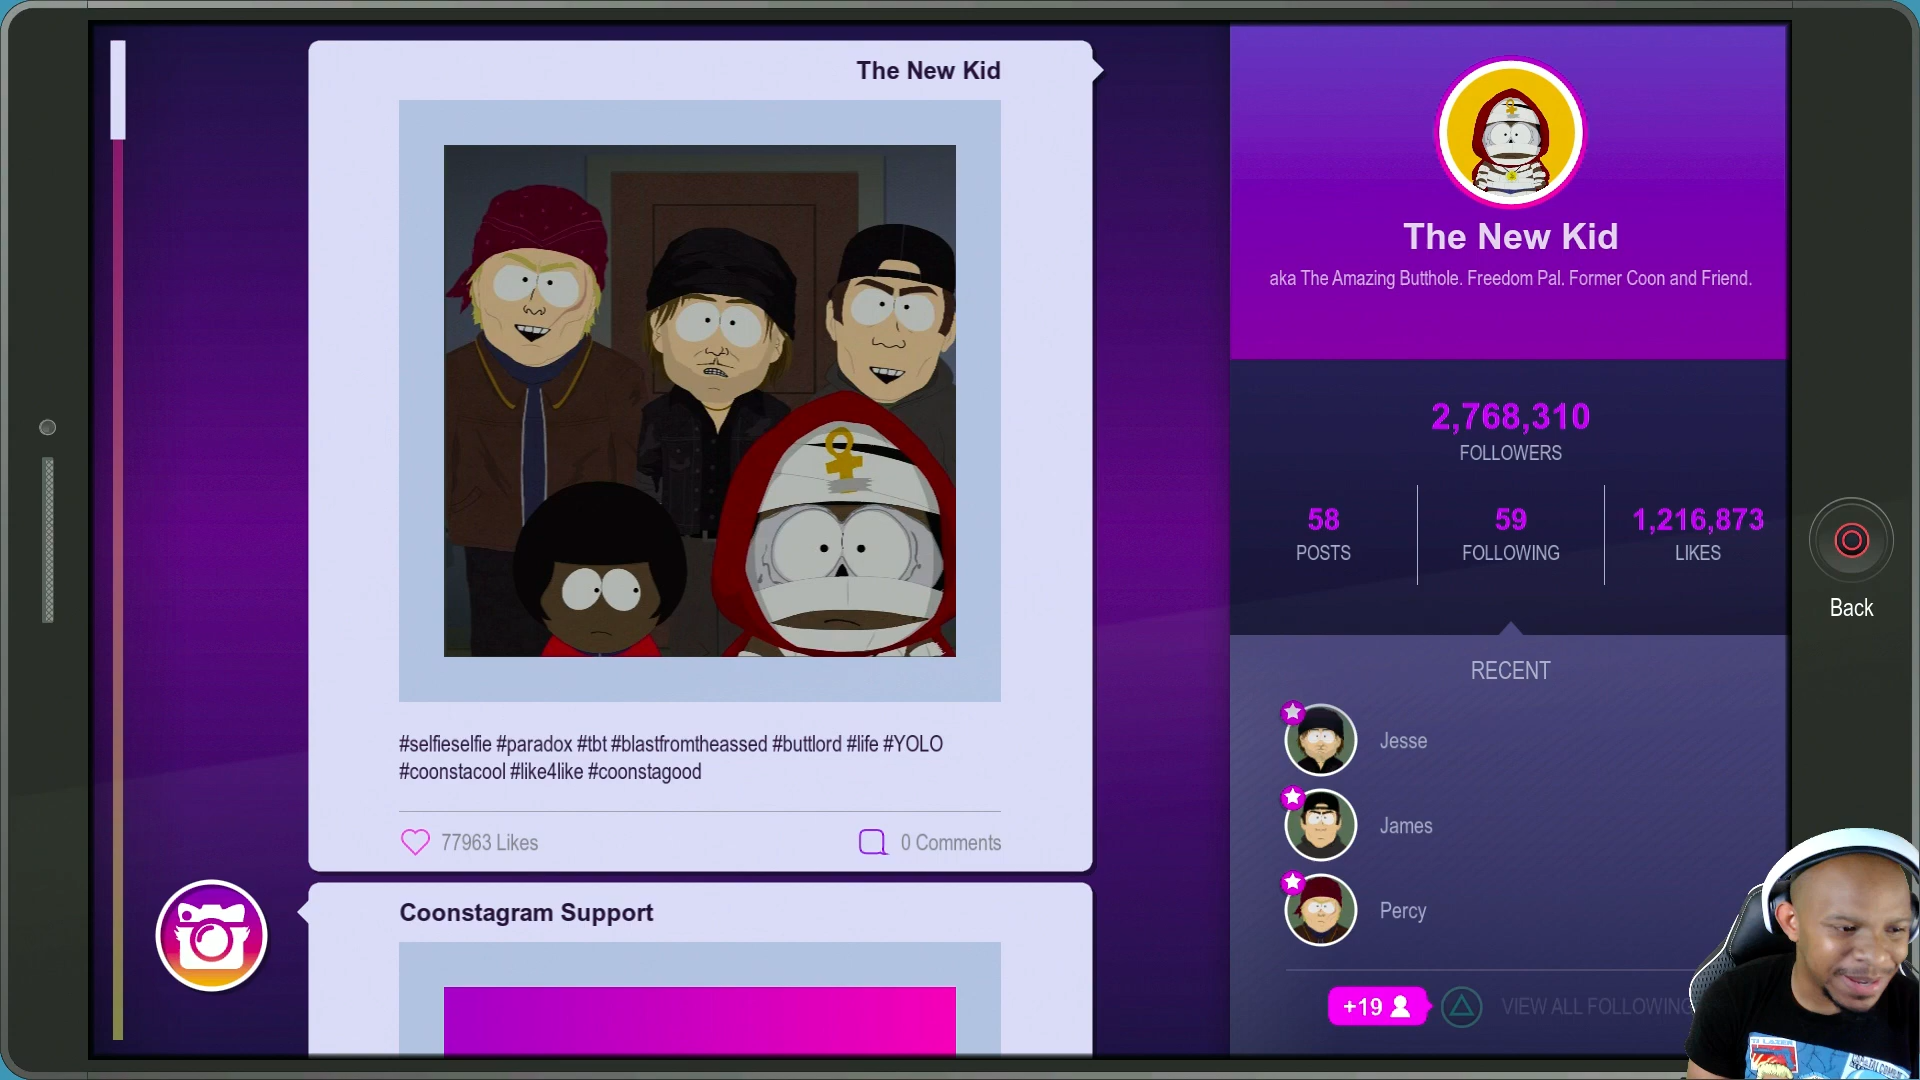 The New Kid
#selfieselfie #paradox #tbt #blastfromtheassed #buttlord #life #YOLO
#coonstacool #like4like #coonstagood
77963 Likes
0 Comments
Coonstagram Support
The New Kid
aka The Amazing Butthole. Freedom Pal. Former Coon and Friend.
2,768,310
FOLLOWERS
58
POSTS
59
FOLLOWING
1,216,873
LIKES
RECENT
Jesse
James
Percy
+19
VIEW ALL FOLLOWING
Back